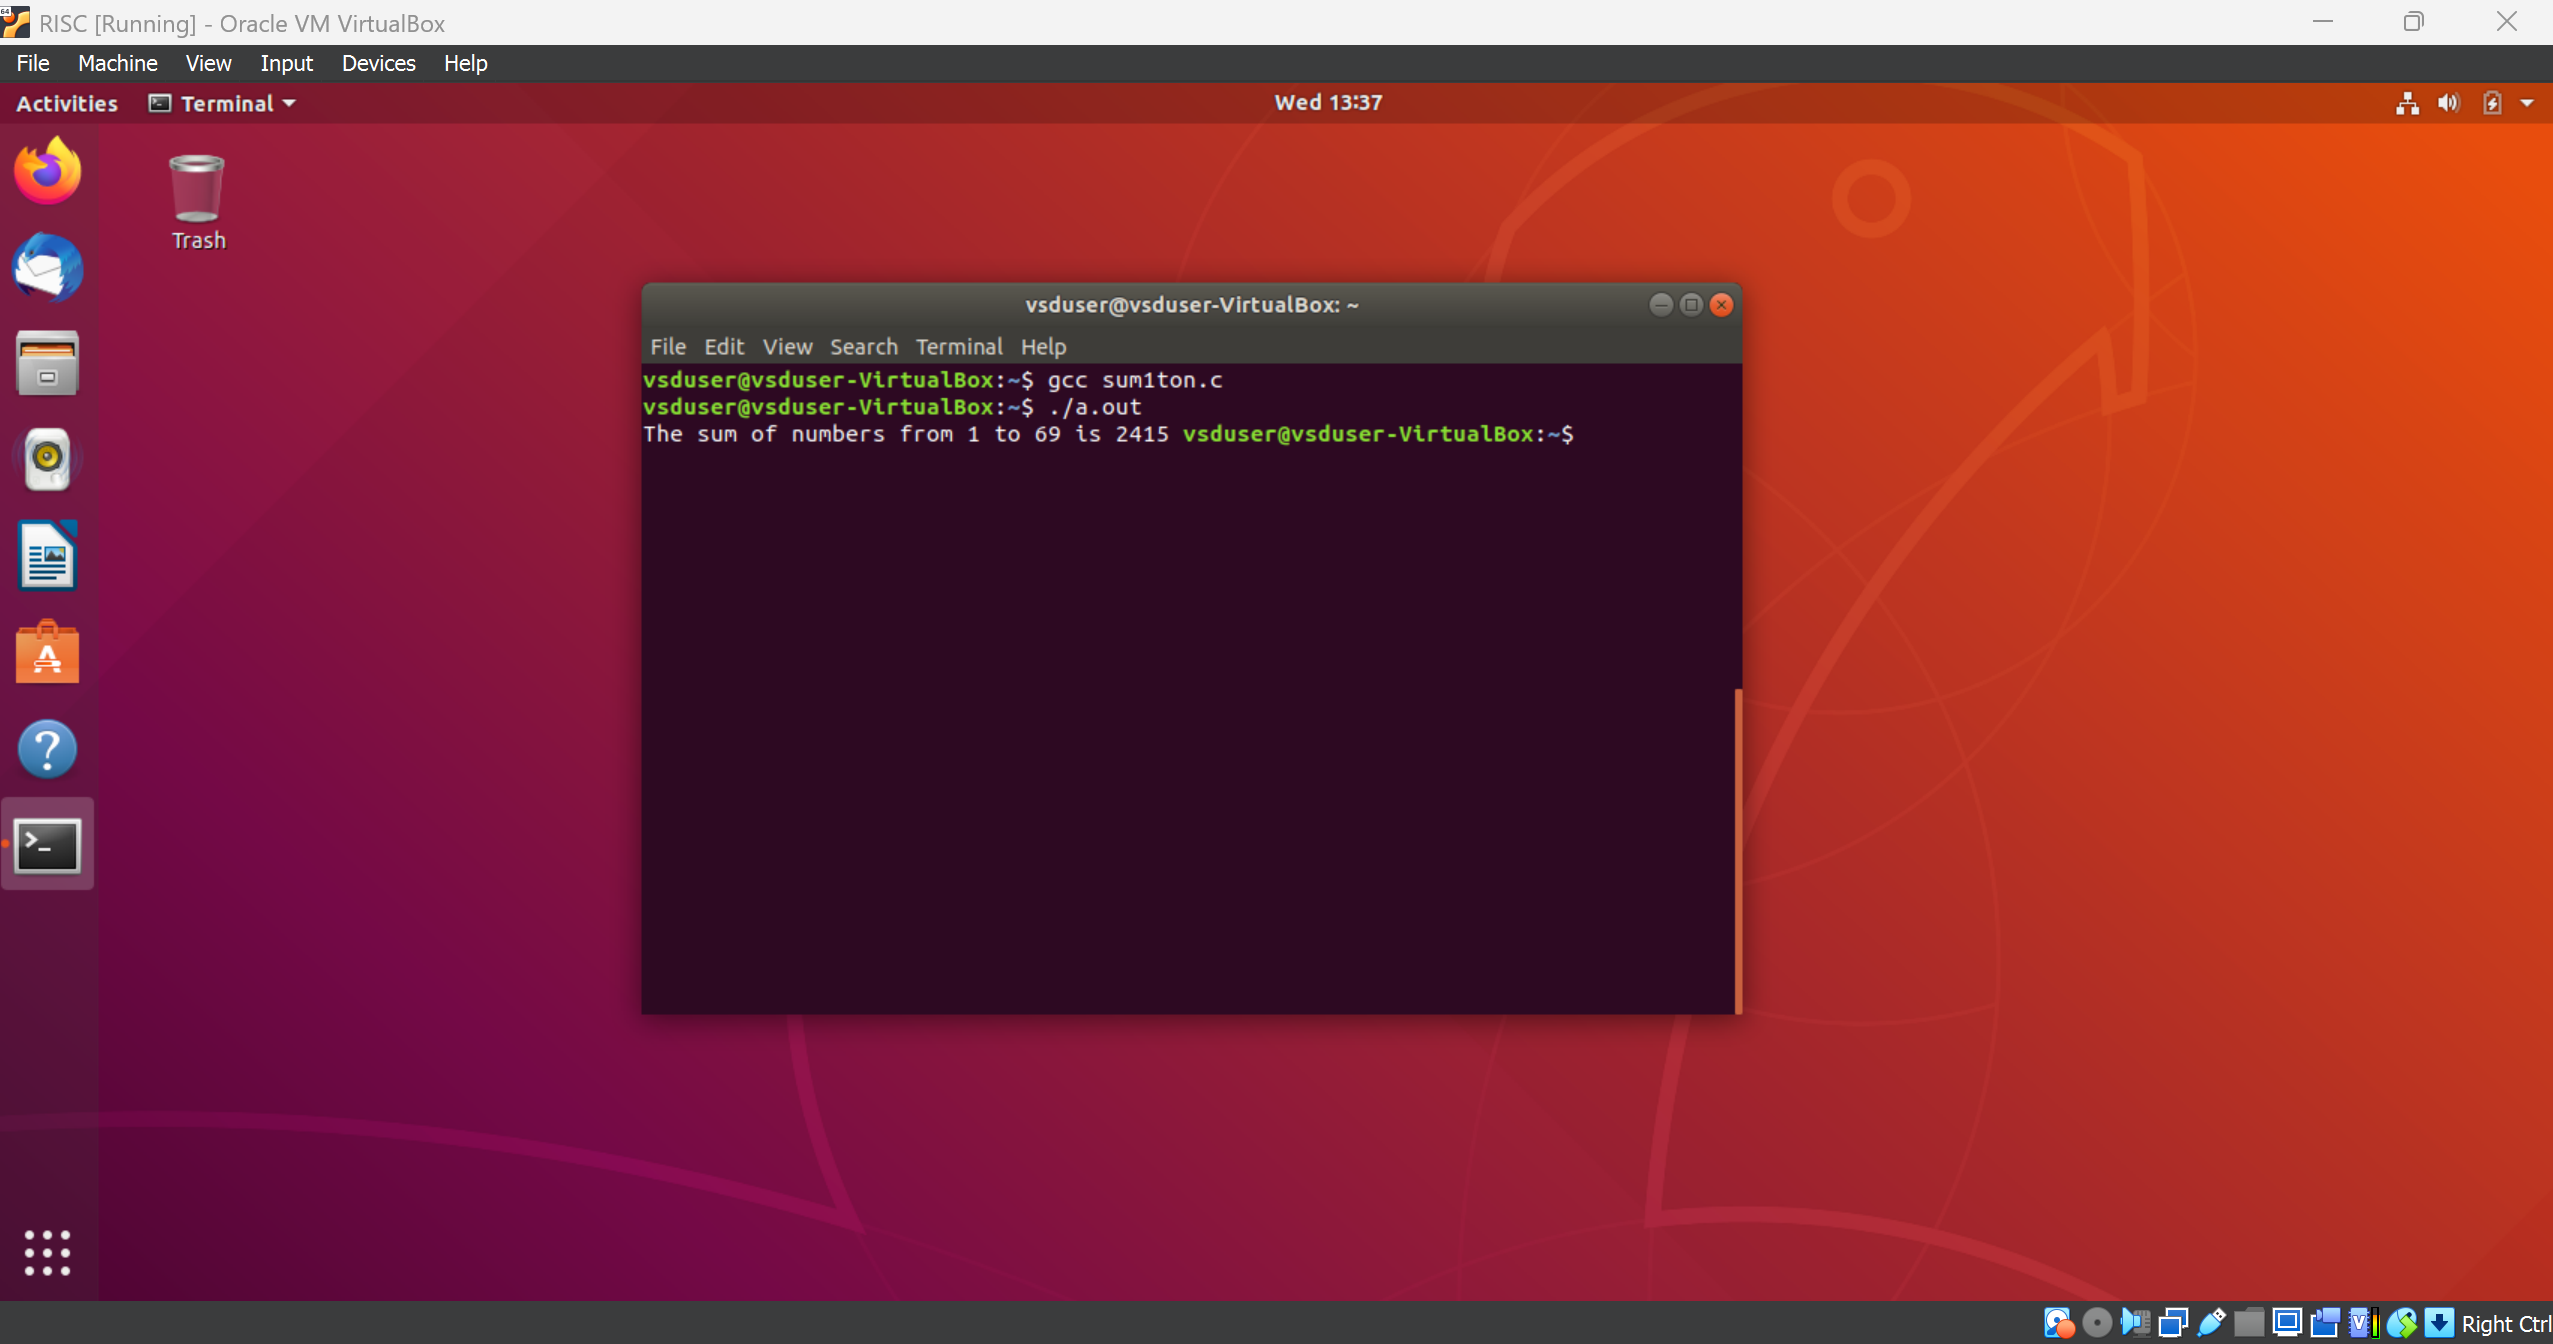 64
RISC [Running] - Oracle VM VirtualBox
File Machine View Input Devices Help
Activities Terminal Wed 13:37
Trash
vsduser@vsduser-VirtualBox: ~
File Edit View Search Terminal Help
vsduser@vsduser-VirtualBox:~$ gcc sum1ton.c
vsduser@vsduser-VirtualBox:~$ ./a.out
The sum of numbers from 1 to 69 is 2415 vsduser@vsduser-VirtualBox:~$
Right Ctrl